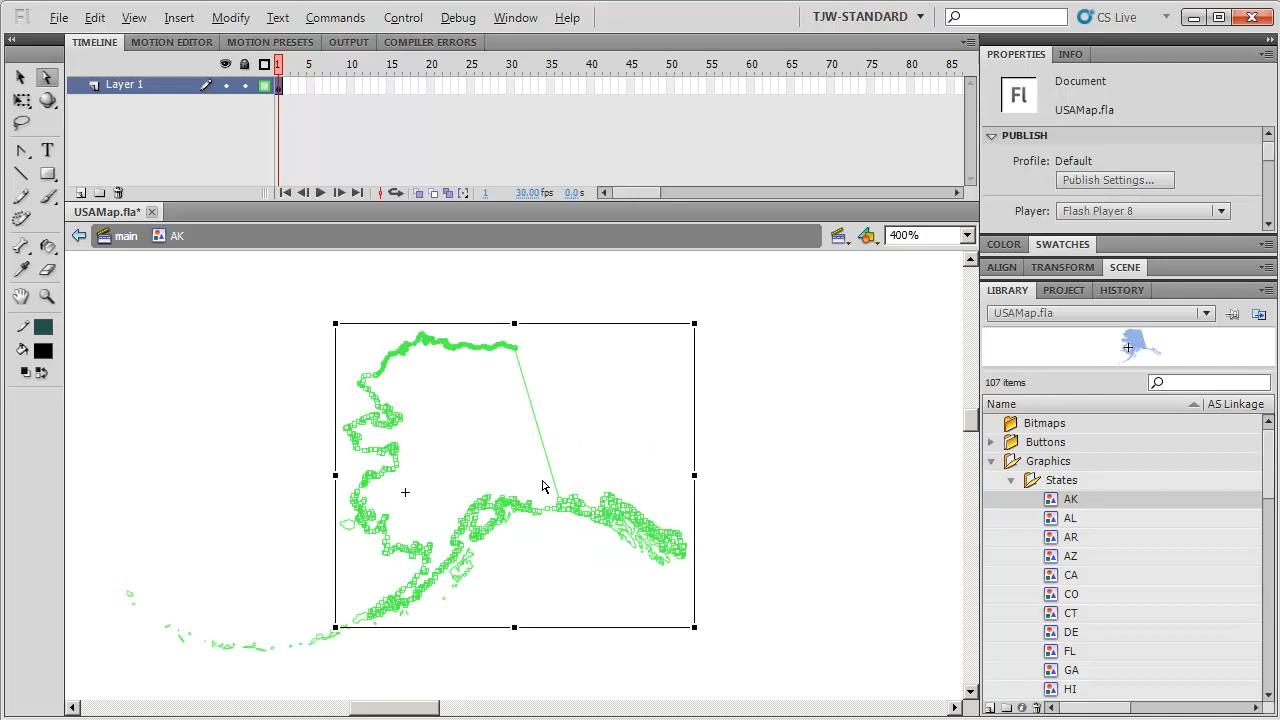 Fl File Edit View Insert Modify Text Commands Control Debug Window Help TJW-STANDARD CS Live
TIMELINE MOTION EDITOR MOTION PRESETS OUTPUT COMPILER ERRORS
1 5 10 15 20 25 30 35 40 45 50 55 60 65 70 75 80 85
Layer 1
1 30.00fps 0.0s
USAMap.fla*
main AK 400%
T
PROPERTIES INFO
Fl
Document
USAMap.fla
PUBLISH
Profile: Default
Publish Settings...
Player: Flash Player 8
COLOR SWATCHES
ALIGN TRANSFORM SCENE
LIBRARY PROJECT HISTORY
USAMap.fla
107 items
Name AS Linkage
Bitmaps
Buttons
Graphics
States
AK
AL
AR
AZ
CA
CO
CT
DE
FL
GA
HI